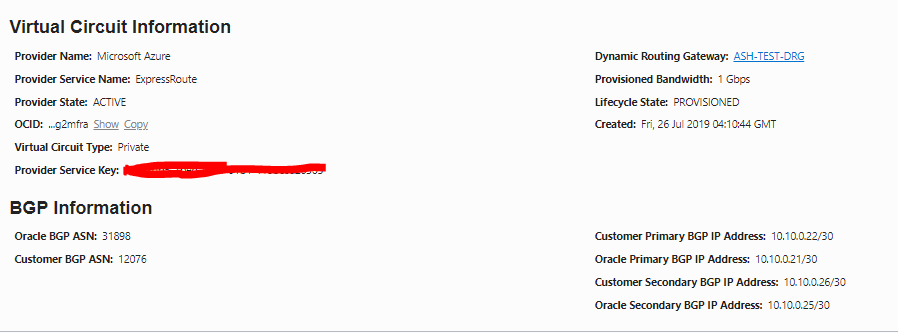 Virtual Circuit Information
Provider Name: Microsoft Azure
Provider Service Name: ExpressRoute
Provider State: ACTIVE
OCID: ...g2mfra Show Copy
Virtual Circuit Type: Private
Provider Service Key:
Dynamic Routing Gateway: ASH-TEST-DRG
Provisioned Bandwidth: 1 Gbps
Lifecycle State: PROVISIONED
Created: Fri, 26 Jul 2019 04:10:44 GMT
BGP Information
Oracle BGP ASN: 31898
Customer BGP ASN: 12076
Customer Primary BGP IP Address: 10.10.0.22/30
Oracle Primary BGP IP Address: 10.10.0.21/30
Customer Secondary BGP IP Address: 10.10.0.26/30
Oracle Secondary BGP IP Address: 10.10.0.25/30